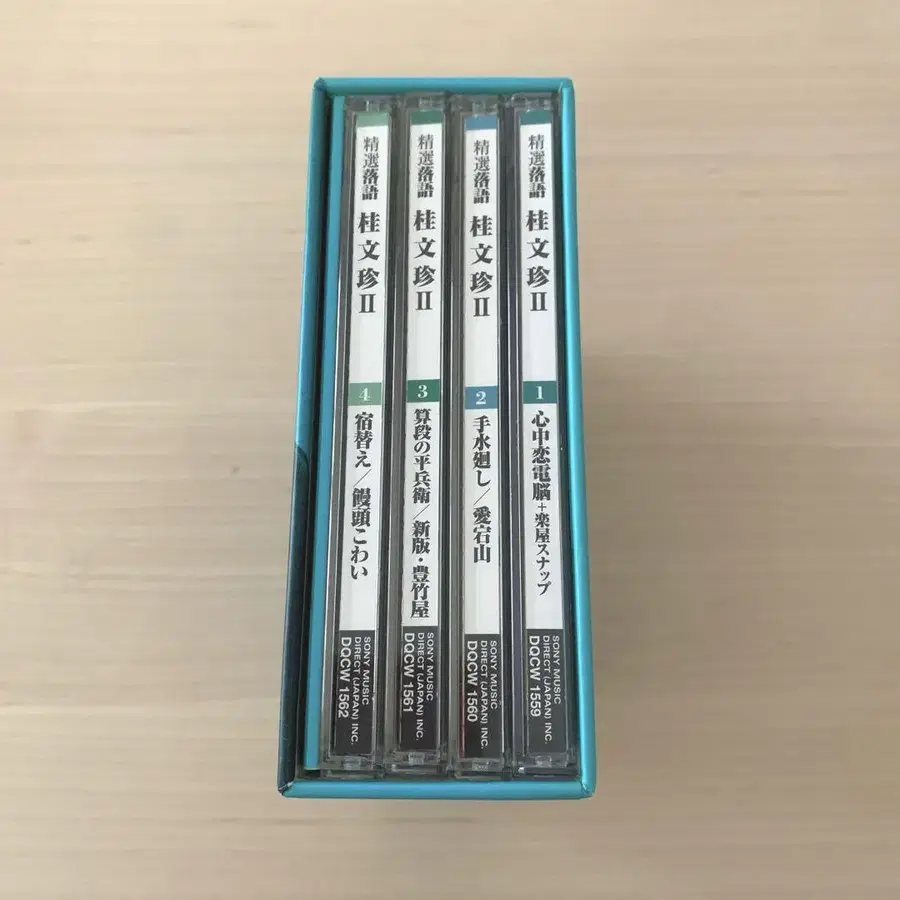 精選落語 桂文珍Ⅱ
1
心中恋電脳+楽屋スナップ
SONY MUSIC
DIRECT (JAPAN) INC.
DQCW 1559
精選落語 桂文珍Ⅱ
2
手水廻し/愛宕山
SONY MUSIC
DIRECT (JAPAN) INC.
DQCW 1560
精選落語 桂文珍Ⅱ
3
算段の平兵衛/新版・豊竹屋
SONY MUSIC
DIRECT (JAPAN) INC.
DQCW 1561
精選落語 桂文珍Ⅱ
4
宿替え/饅頭こわい
SONY MUSIC
DIRECT (JAPAN) INC.
DQCW 1562